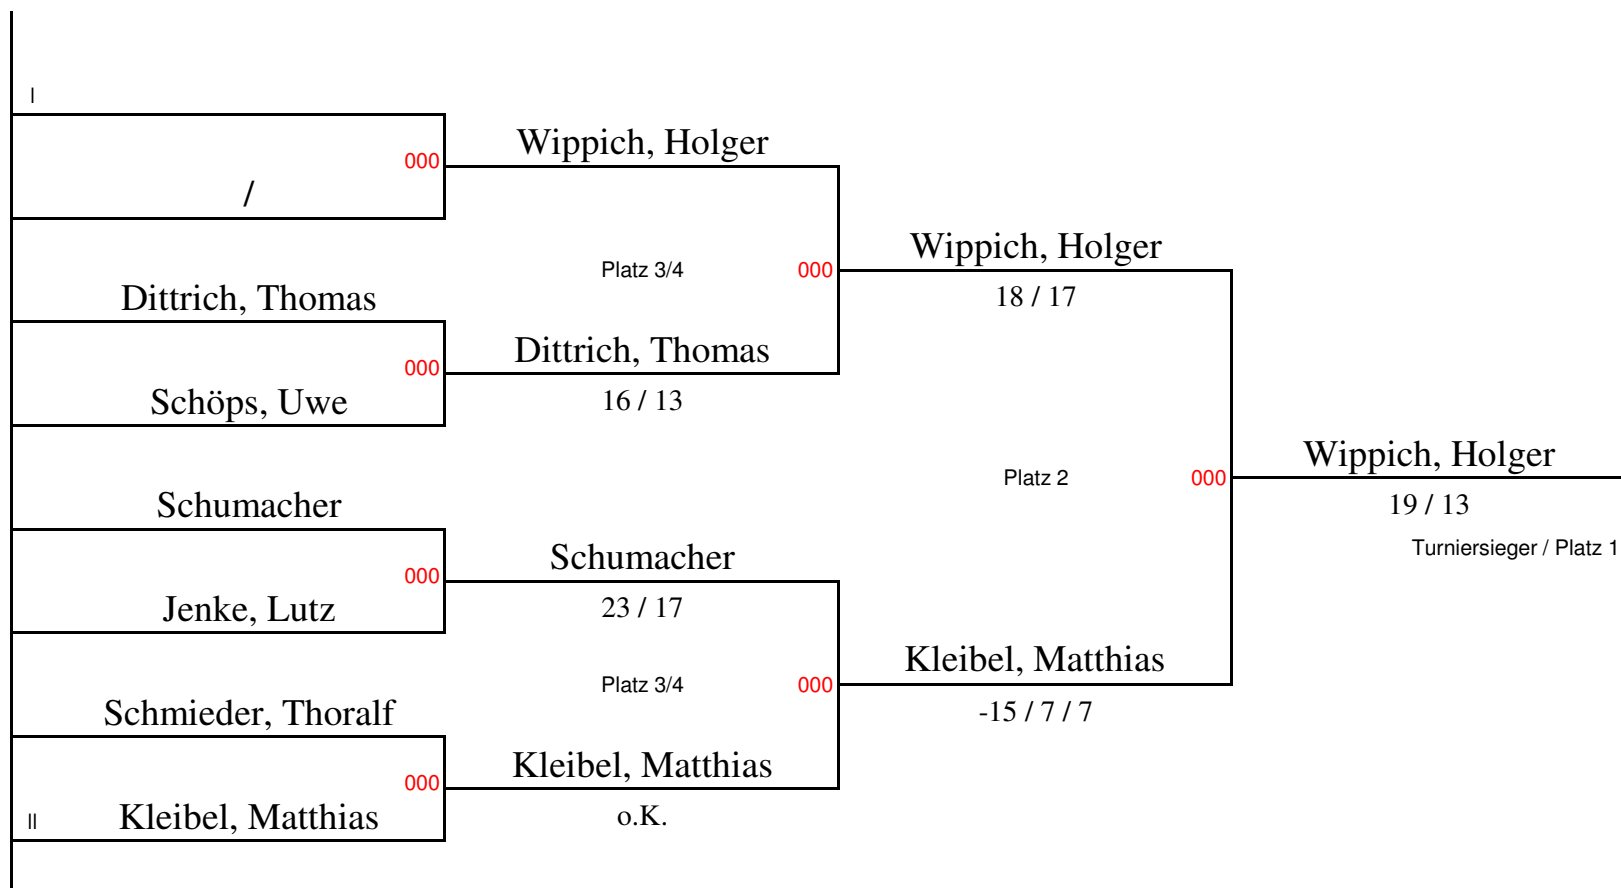 I
000
Wippich, Holger
/
Dittrich, Thomas
Platz 3/4
000
Wippich, Holger
18 / 17
000
Dittrich, Thomas
Schöps, Uwe
16 / 13
Schumacher
Platz 2
000
Wippich, Holger
19 / 13
Turniersieger / Platz 1
000
Schumacher
Jenke, Lutz
23 / 17
Schmieder, Thoralf
Platz 3/4
000
Kleibel, Matthias
-15 / 7 / 7
000
Kleibel, Matthias
II
Kleibel, Matthias
o.K.